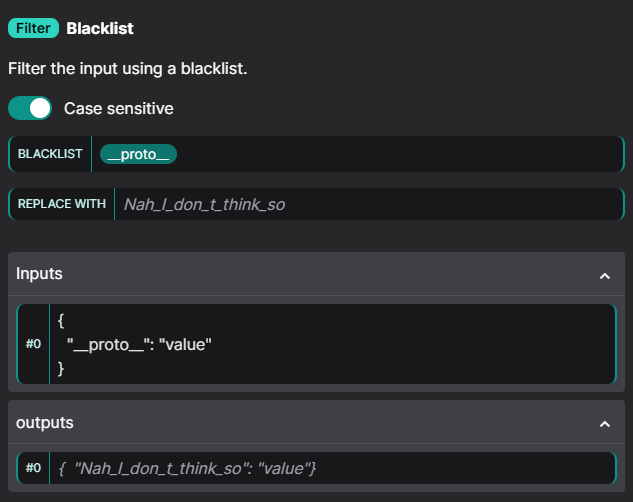 Filter Blacklist
Filter the input using a blacklist.
Case sensitive
BLACKLIST __proto__
REPLACE WITH Nah_I_don_t_think_so
Inputs
#0
{
"__proto__": "value"
}
outputs
#0 { "Nah_I_don_t_think_so": "value"}